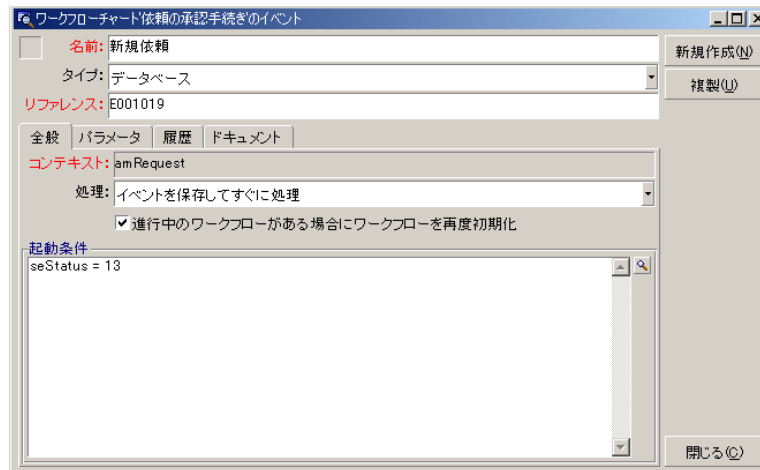 ワークフローチャート'依頼の承認手続き'のイベント
名前: 新規依頼
新規作成(N)
タイプ: データベース
複製(U)
リファレンス: E001019
全般 パラメータ 履歴 ドキュメント
コンテキスト: amRequest
処理: イベントを保存してすぐに処理
進行中のワークフローがある場合にワークフローを再度初期化
起動条件
seStatus = 13
閉じる(C)